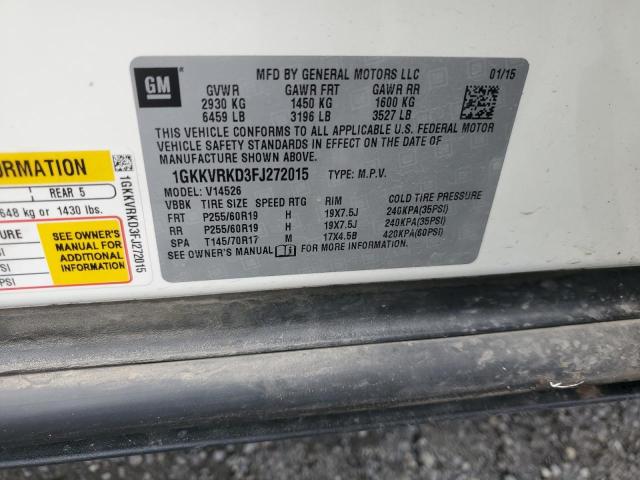 GM
MFD BY GENERAL MOTORS LLC 01/15
GVWR GAWR FRT GAWR RR
2930 KG 1450 KG 1600 KG
6459 LB 3196 LB 3527 LB
THIS VEHICLE CONFORMS TO ALL APPLICABLE U.S. FEDERAL MOTOR
VEHICLE SAFETY STANDARDS IN EFFECT ON THE DATE OF
MANUFACTURE SHOWN ABOVE.
1GKKVRKD3FJ272015 TYPE: M.P.V.
MODEL: V14526
VBBK TIRE SIZE SPEED RTG RIM COLD TIRE PRESSURE
FRT P255/60R19 H 19X7.5J 240KPA(35PSI)
RR P255/60R19 H 19X7.5J 240KPA(35PSI)
SPA T145/70R17 M 17X4.5B 420KPA(60PSI)
SEE OWNER'S MANUAL FOR MORE INFORMATION.
ORMATION
REAR 5
648 kg or 1430 lbs.
SURE
PSI
PSI
PSI
SEE OWNER'S
MANUAL FOR
ADDITIONAL
INFORMATION
1GKKVRKD3FJ272015